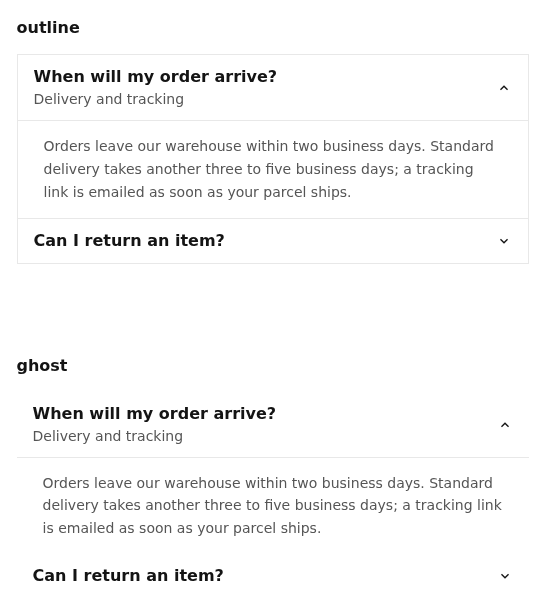 outline
When will my order arrive?
Delivery and tracking
Orders leave our warehouse within two business days. Standard
delivery takes another three to five business days; a tracking
link is emailed as soon as your parcel ships.
Can I return an item?
ghost
When will my order arrive?
Delivery and tracking
Orders leave our warehouse within two business days. Standard
delivery takes another three to five business days; a tracking link
is emailed as soon as your parcel ships.
Can I return an item?